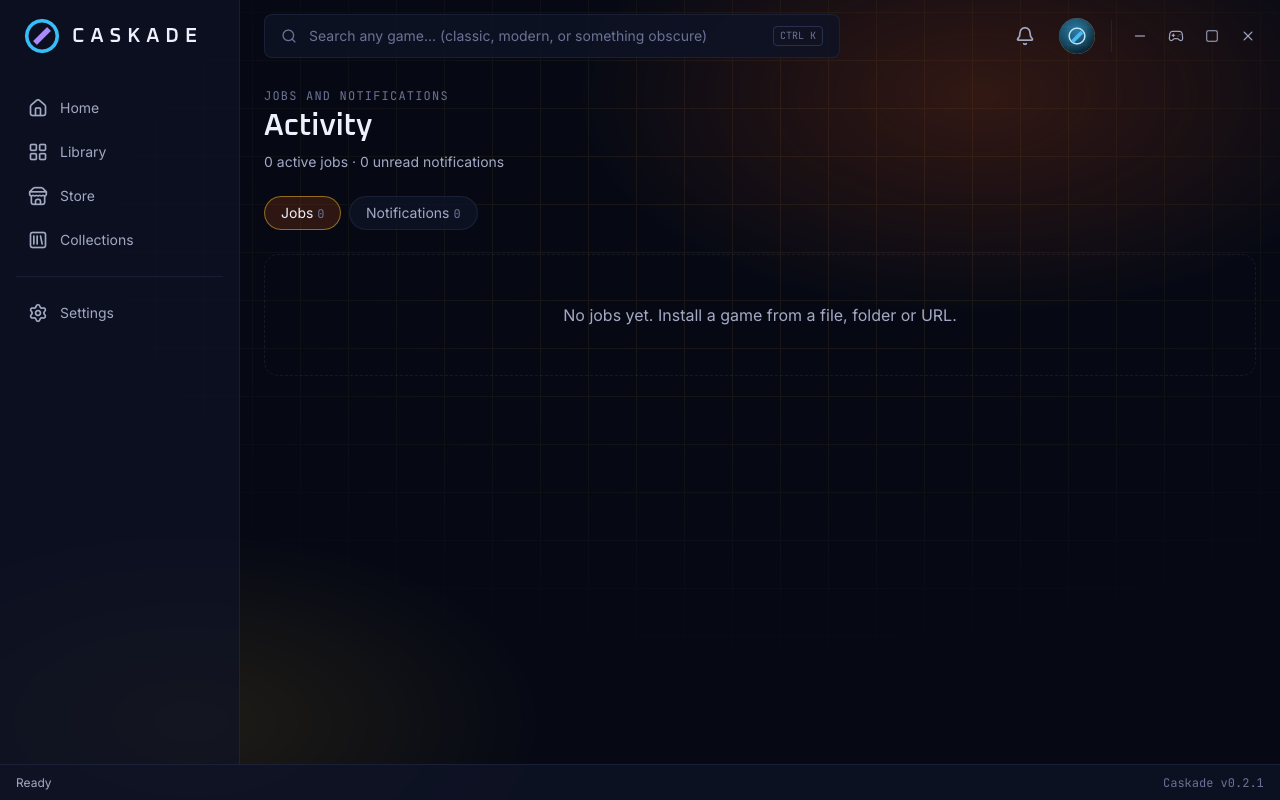 CASKADE
Search any game... (classic, modern, or something obscure)
CTRL K
Home
Library
Store
Collections
Settings
JOBS AND NOTIFICATIONS
Activity
0 active jobs · 0 unread notifications
Jobs 0
Notifications 0
No jobs yet. Install a game from a file, folder or URL.
Ready
Caskade v0.2.1